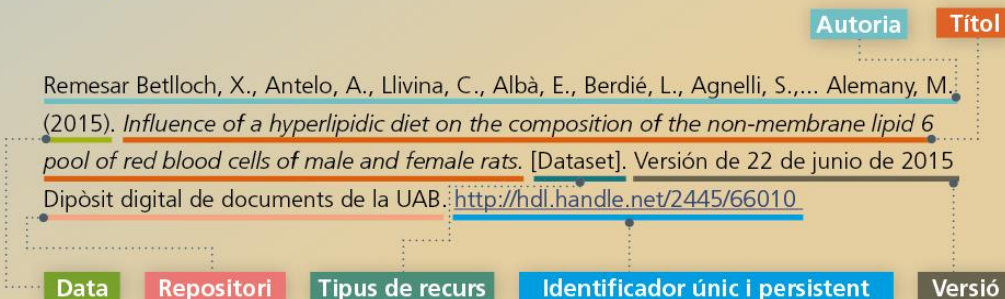 Autoria Títol
Remesar Betlloch, X., Antelo, A., Llivina, C., Albà, E., Berdié, L., Agnelli, S.,... Alemany, M.
(2015). Influence of a hyperlipidic diet on the composition of the non-membrane lipid 6
pool of red blood cells of male and female rats. [Dataset]. Versión de 22 de junio de 2015
Dipòsit digital de documents de la UAB. http://hdl.handle.net/2445/66010
Data Repositori Tipus de recurs Identificador únic i persistent Versió